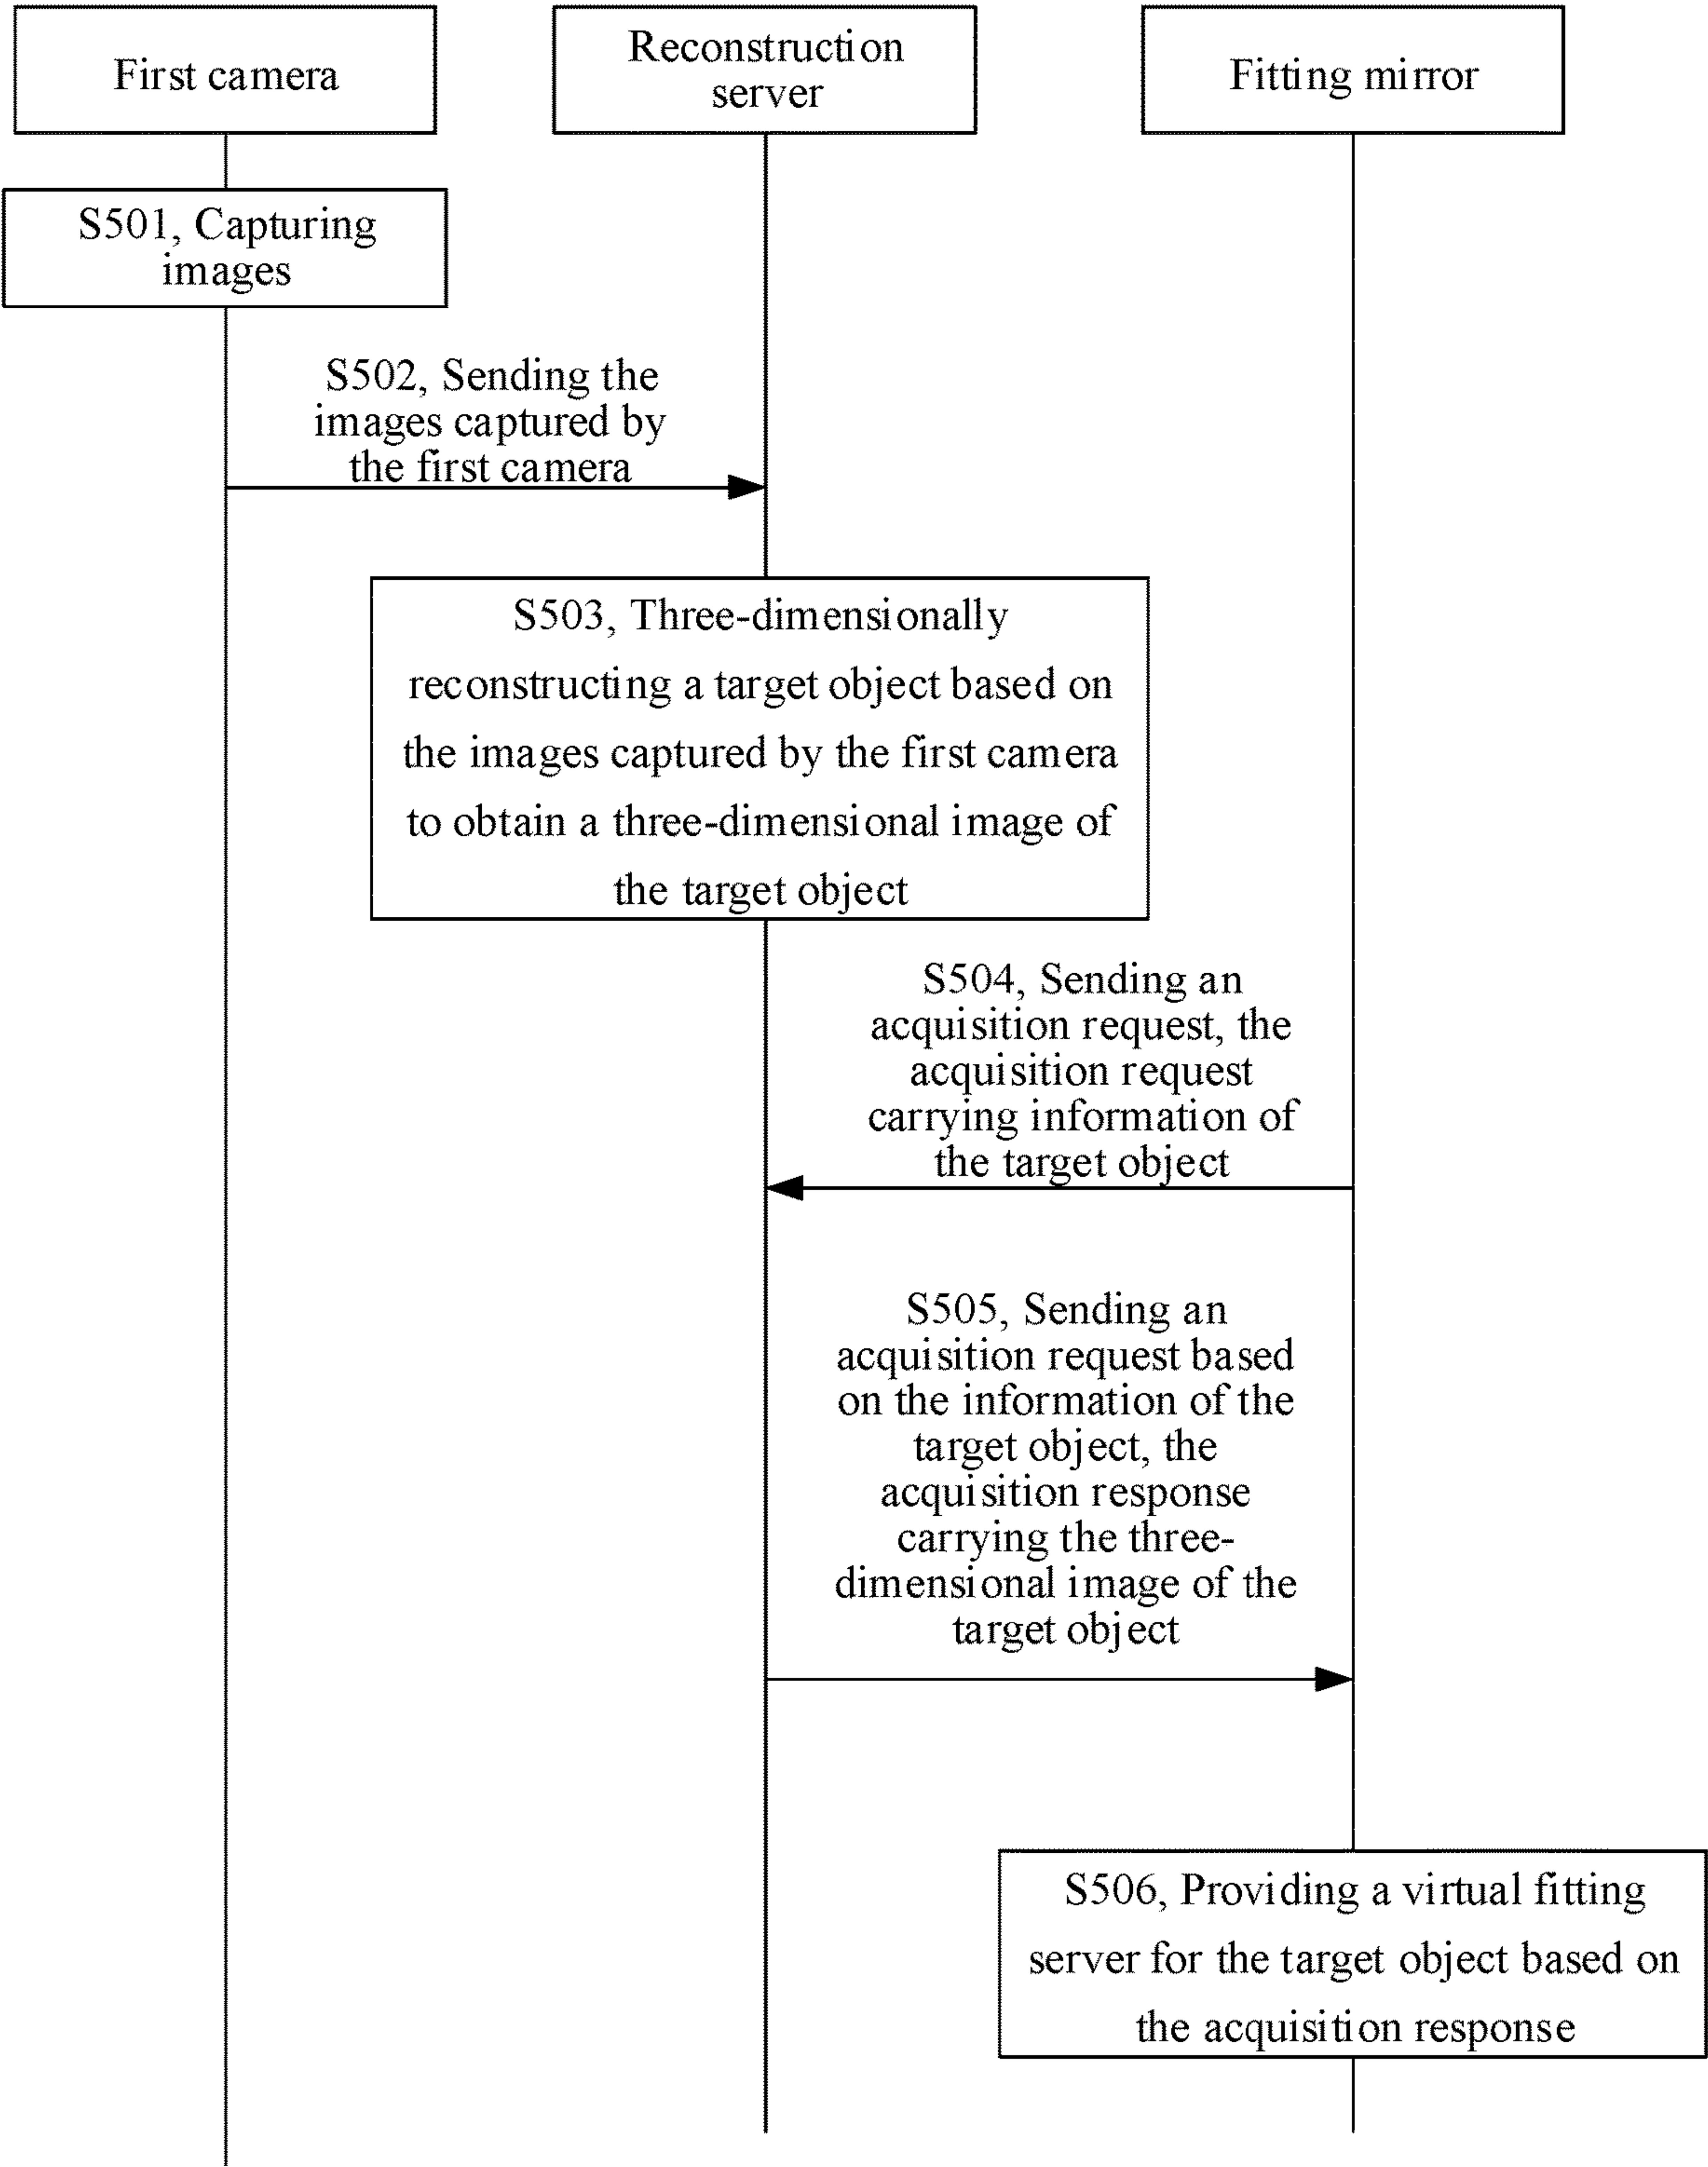 First camera
Reconstruction
server
Fitting mirror
S501, Capturing
images
S502, Sending the
images captured by
the first camera
S503, Three-dimensionally
reconstructing a target object based on
the images captured by the first camera
to obtain a three-dimensional image of
the target object
S504, Sending an
acquisition request, the
acquisition request
carrying information of
the target object
S505, Sending an
acquisition request based
on the information of the
target object, the
acquisition response
carrying the three-
dimensional image of the
target object
S506, Providing a virtual fitting
server for the target object based on
the acquisition response